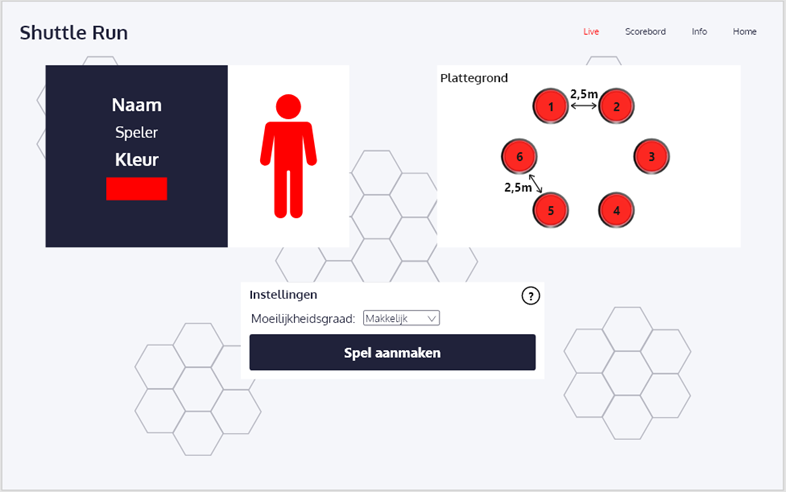 Shuttle Run
Live Scorebord Info Home
Naam
Speler
Kleur
Plattegrond
2,5m
1 2
6 3
2,5m
5 4
Instellingen ?
Moeilijkheidsgraad: Makkelijk
Spel aanmaken